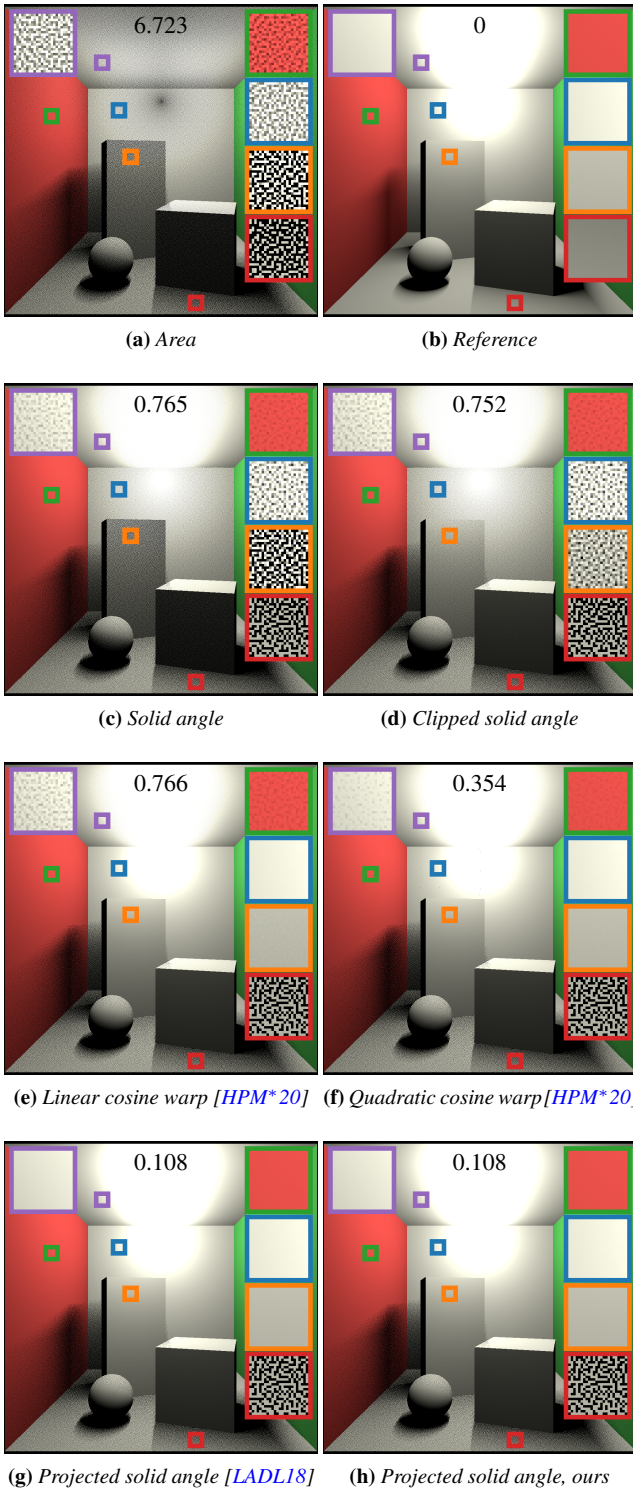 6.723
0
(a) Area
(b) Reference
0.765
0.752
(c) Solid angle
(d) Clipped solid angle
0.766
0.354
(e) Linear cosine warp [HPM*20]
(f) Quadratic cosine warp[HPM*20]
0.108
0.108
(g) Projected solid angle [LADL18]
(h) Projected solid angle, ours